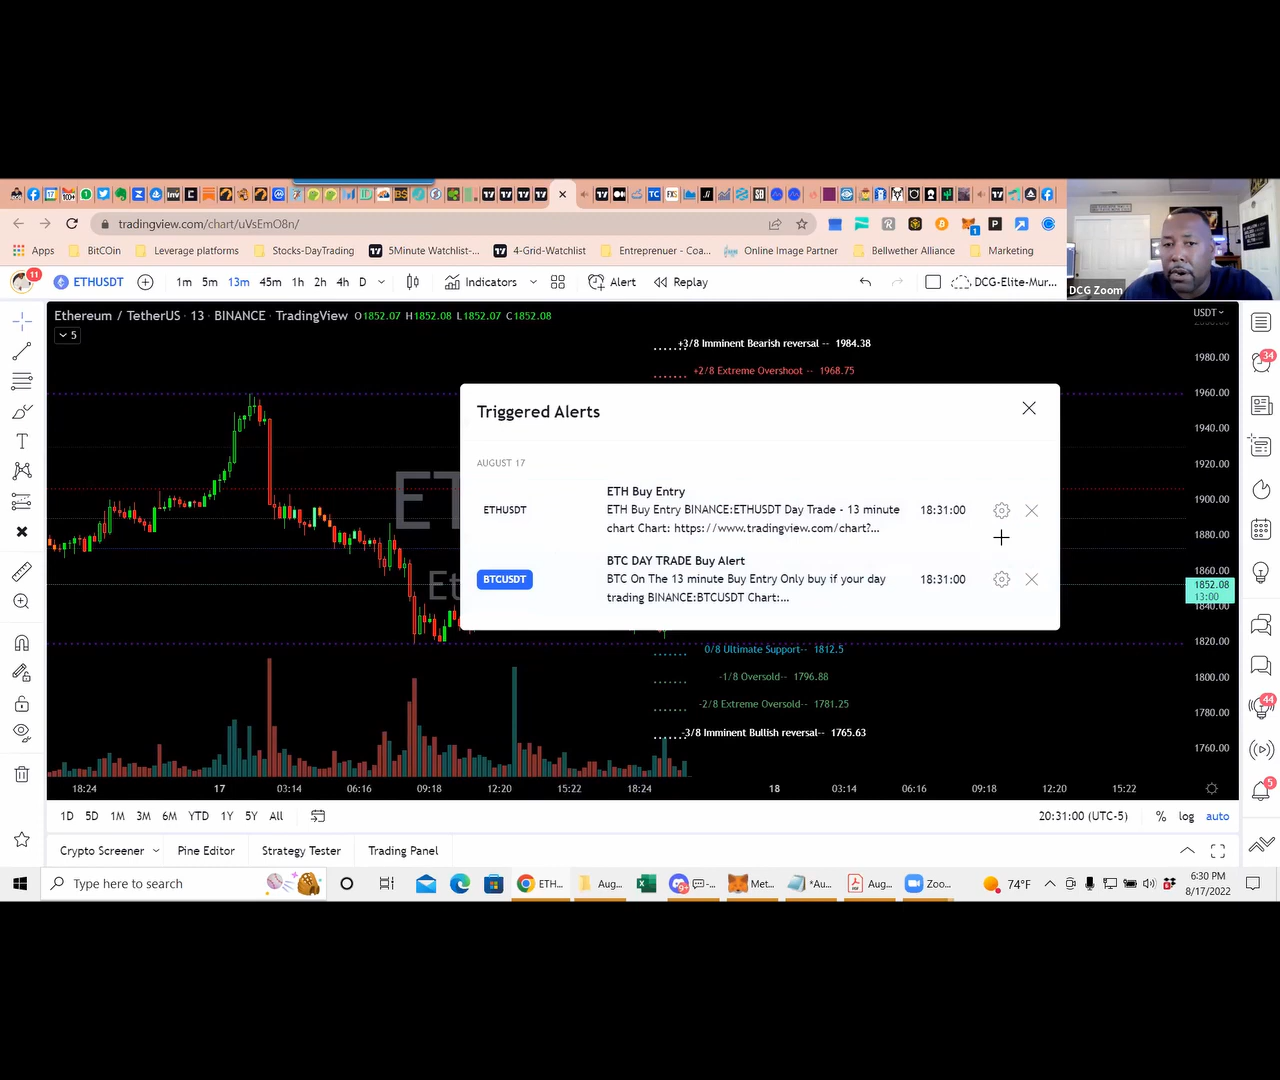 tradingview.com/chart/uVsEmO8n/
Apps BitCOin Leverage platforms Stocks-DayTrading 5Minute Watchlist-... 4-Grid-Watchlist Entreprenuer - Coa... Online Image Partner Bellwether Alliance Marketing
11 ETHUSDT 1m 5m 13m 45m 1h 2h 4h D Indicators Alert Replay DCG-Elite-Mur...
DCG Zoom
Ethereum / TetherUS · 13 · BINANCE · TradingView O1852.07 H1852.08 L1852.07 C1852.08
USDT
5
+3/8 Imminent Bearish reversal -- 1984.38
+2/8 Extreme Overshoot -- 1968.75
Triggered Alerts
AUGUST 17
ETH Buy Entry
ETHUSDT ETH Buy Entry BINANCE:ETHUSDT Day Trade - 13 minute 18:31:00
chart Chart: https://www.tradingview.com/chart?...
BTC DAY TRADE Buy Alert
BTCUSDT BTC On The 13 minute Buy Entry Only buy if your day 18:31:00
trading BINANCE:BTCUSDT Chart:...
0/8 Ultimate Support-- 1812.5
-1/8 Oversold-- 1796.88
-2/8 Extreme Oversold-- 1781.25
-3/8 Imminent Bullish reversal-- 1765.63
1980.00
1960.00
1940.00
1920.00
1900.00
1880.00
1860.00
1852.08
13:00
1840.00
1820.00
1800.00
1780.00
1760.00
34
44
5
18:24 17 03:14 06:16 09:18 12:20 15:22 18:24 18 03:14 06:16 09:18 12:20 15:22
1D 5D 1M 3M 6M YTD 1Y 5Y All 20:31:00 (UTC-5) % log auto
Crypto Screener Pine Editor Strategy Tester Trading Panel
Type here to search ETH... Aug... Met... *Au... Aug... Zoo... 74°F 6:30 PM
8/17/2022